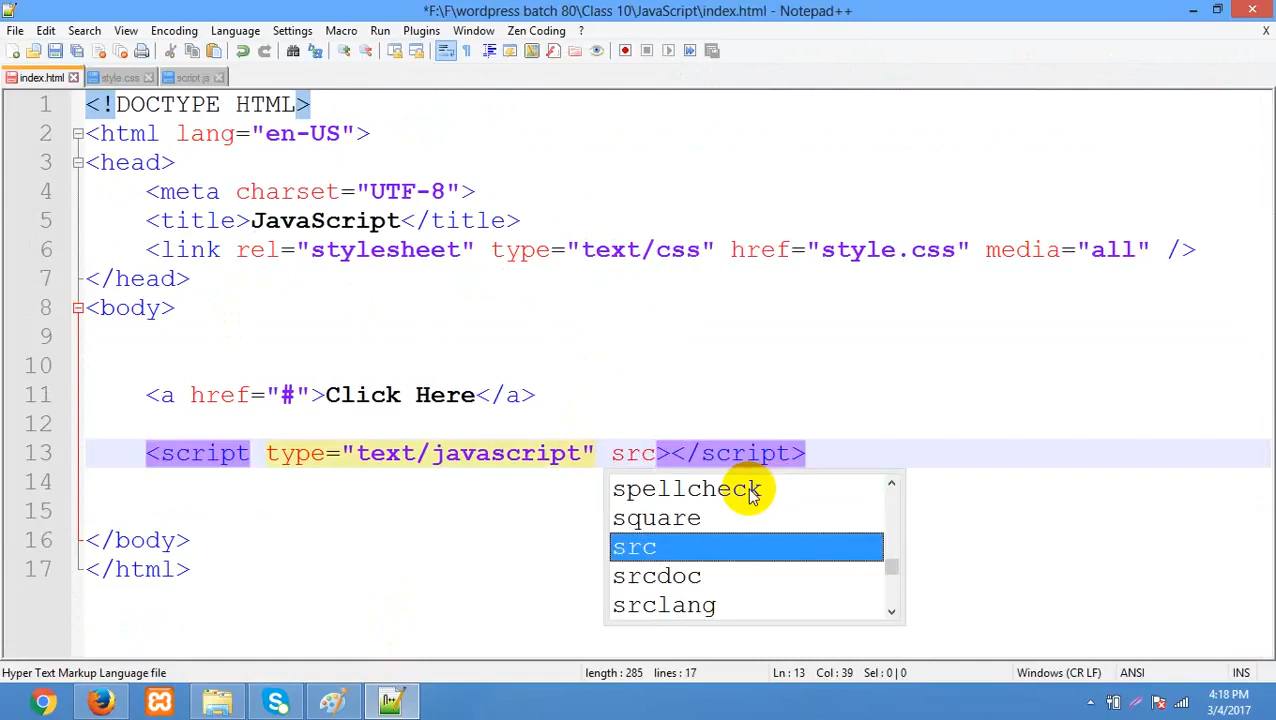 *F:\F\wordpress batch 80\Class 10\JavaScript\index.html - Notepad++
File Edit Search View Encoding Language Settings Macro Run Plugins Window Zen Coding ? X
index.html style.css script.js
1 <!DOCTYPE HTML>
2 <html lang="en-US">
3 <head>
4 <meta charset="UTF-8">
5 <title>JavaScript</title>
6 <link rel="stylesheet" type="text/css" href="style.css" media="all" />
7 </head>
8 <body>
9
10
11 <a href="#">Click Here</a>
12
13 <script type="text/javascript" src></script>
14 spellcheck
15 square
src
16 </body> srcdoc
17 </html> srclang
Hyper Text Markup Language file length : 285 lines : 17 Ln : 13 Col : 39 Sel : 0 | 0 Windows (CR LF) ANSI INS
4:18 PM
3/4/2017